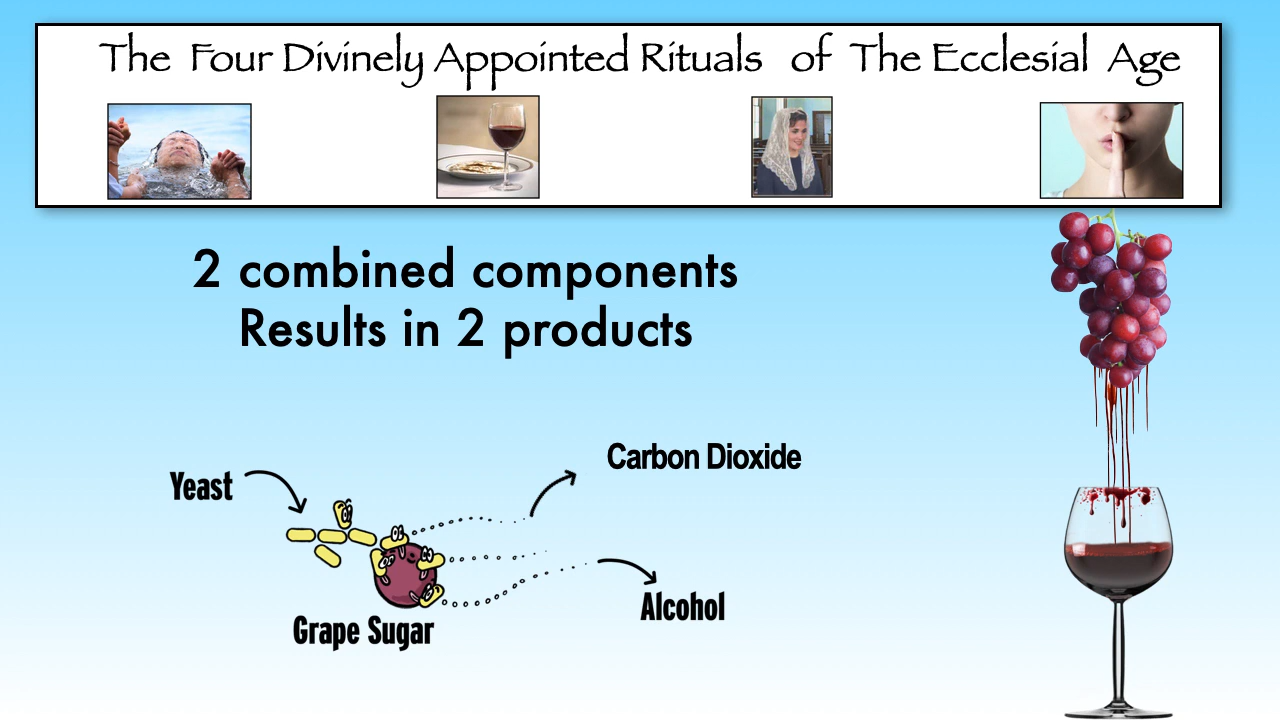 The Four Divinely Appointed Rituals of The Ecclesial Age
2 combined components
Results in 2 products
Carbon Dioxide
Yeast
Alcohol
Grape Sugar